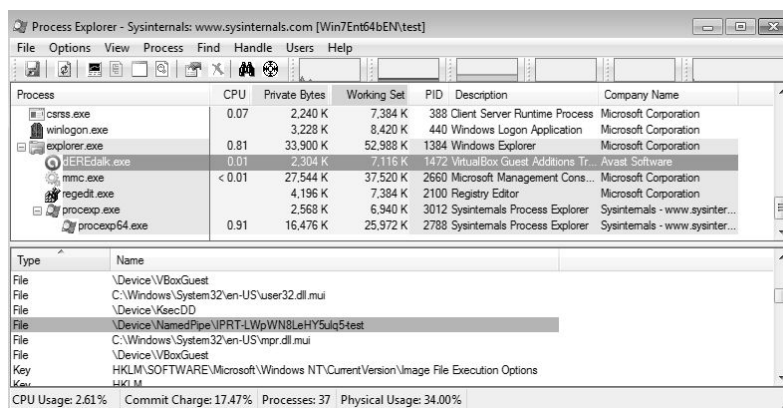 Process Explorer - Sysinternals: www.sysinternals.com [Win7Ent64bEN\test]
File Options View Process Find Handle Users Help
Process CPU Private Bytes Working Set PID Description Company Name
csrss.exe 0.07 2,240 K 7,384 K 388 Client Server Runtime Process Microsoft Corporation
winlogon.exe 3,228 K 8,420 K 440 Windows Logon Application Microsoft Corporation
explorer.exe 0.81 33,900 K 52,988 K 1384 Windows Explorer Microsoft Corporation
dEREdalk.exe 0.01 2,304 K 7,116 K 1472 VirtualBox Guest Additions Tr... Avast Software
mmc.exe < 0.01 27,544 K 37,520 K 2660 Microsoft Management Cons... Microsoft Corporation
regedit.exe 4,196 K 7,384 K 2100 Registry Editor Microsoft Corporation
procexp.exe 2,568 K 6,940 K 3012 Sysinternals Process Explorer Sysinternals - www.sysinter...
procexp64.exe 0.91 16,476 K 25,972 K 2788 Sysinternals Process Explorer Sysinternals - www.sysinter...
Type Name
File \Device\VBoxGuest
File C:\Windows\System32\en-US\user32.dll.mui
File \Device\KsecDD
File \Device\NamedPipe\IPRT-LWpWN8LeHY5ulq5-test
File C:\Windows\System32\en-US\mpr.dll.mui
File \Device\VBoxGuest
Key HKLM\SOFTWARE\Microsoft\Windows NT\CurrentVersion\Image File Execution Options
Key HKLM
CPU Usage: 2.61% Commit Charge: 17.47% Processes: 37 Physical Usage: 34.00%